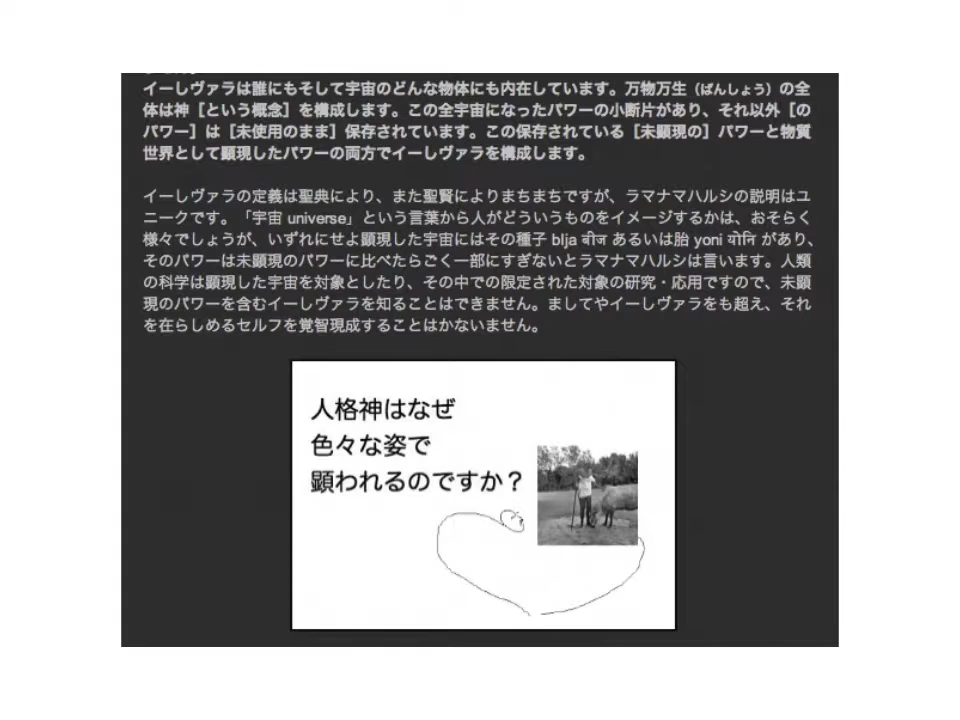 イーしヴァラは誰にもそして宇宙のどんな物体にも内在しています。万物万生（ばんしょう）の全
体は神［という概念］を構成します。この全宇宙になったパワーの小断片があり、それ以外［の
パワー］は［未使用のまま］保存されています。この保存されている［未顕現の］パワーと物質
世界として顕現したパワーの両方でイーしヴァラを構成します。
イーしヴァラの定義は聖典により、また聖賢によりまちまちですが、ラマナマハルシの説明はユ
ニークです。「宇宙 universe」という言葉から人がどういうものをイメージするかは、おそらく
様々でしょうが、いずれにせよ顕現した宇宙にはその種子 bIja बीज あるいは胎 yoni योनि があり、
そのパワーは未顕現のパワーに比べたらごく一部にすぎないとラマナマハルシは言います。人類
の科学は顕現した宇宙を対象としたり、その中での限定された対象の研究・応用ですので、未顕
現のパワーを含むイーしヴァラを知ることはできません。ましてやイーしヴァラをも超え、それ
を在らしめるセルフを覚智現成することはかないません。
人格神はなぜ
色々な姿で
顕われるのですか？